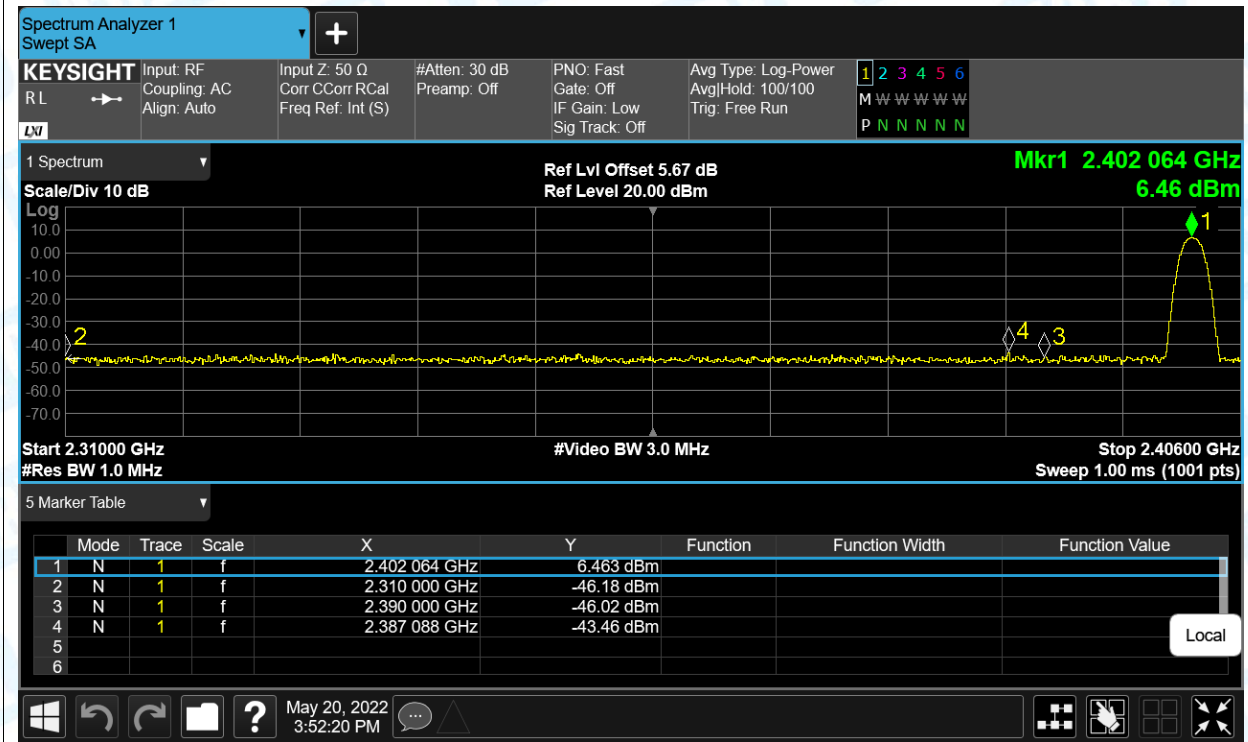 Spectrum Analyzer 1
Swept SA
KEYSIGHT
R L
LXI
Input: RF
Coupling: AC
Align: Auto
Input Z: 50 Ω
Corr CCorr RCal
Freq Ref: Int (S)
#Atten: 30 dB
Preamp: Off
PNO: Fast
Gate: Off
IF Gain: Low
Sig Track: Off
Avg Type: Log-Power
Avg|Hold: 100/100
Trig: Free Run
1 2 3 4 5 6
M W W W W W
P N N N N N
1 Spectrum
Scale/Div 10 dB
Ref Lvl Offset 5.67 dB
Ref Level 20.00 dBm
Mkr1 2.402 064 GHz
6.46 dBm
Log
10.0
0.00
-10.0
-20.0
-30.0
-40.0
-50.0
-60.0
-70.0
1
2
4
3
Start 2.31000 GHz
#Res BW 1.0 MHz
#Video BW 3.0 MHz
Stop 2.40600 GHz
Sweep 1.00 ms (1001 pts)
5 Marker Table
Mode Trace Scale X Y Function Function Width Function Value
1 N 1 f 2.402 064 GHz 6.463 dBm
2 N 1 f 2.310 000 GHz -46.18 dBm
3 N 1 f 2.390 000 GHz -46.02 dBm
4 N 1 f 2.387 088 GHz -43.46 dBm
5
6
Local
?
May 20, 2022
3:52:20 PM